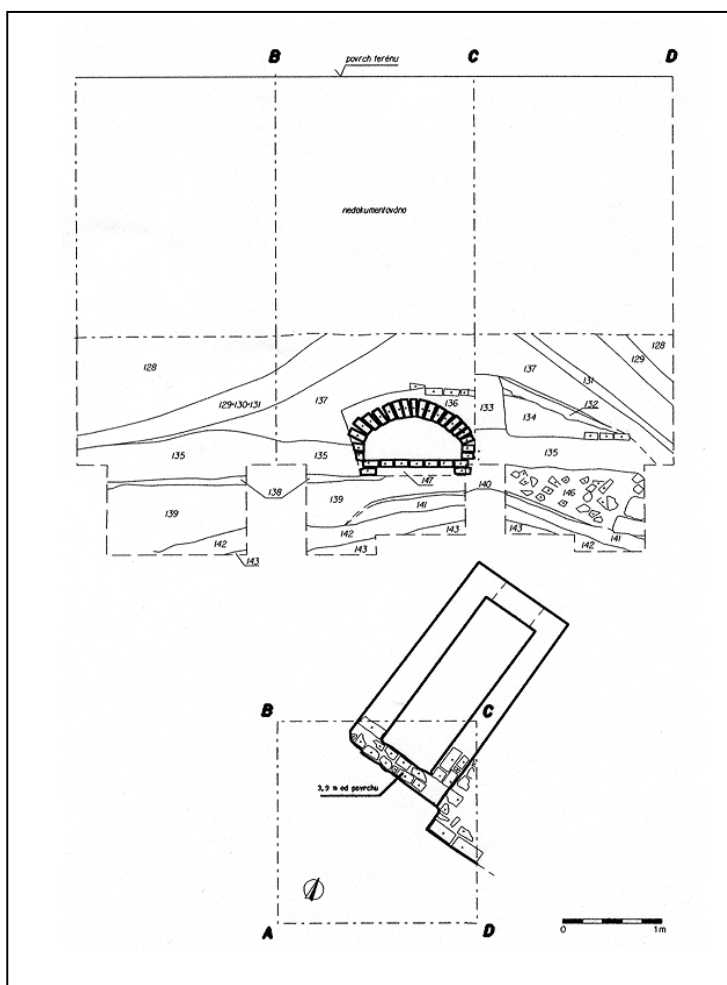 B C D
povrch terénu
nedokumentováno
128 128
129
131
137 137
129-130-131 132
136 133 134
135 135 135
138 147 140 146
139 139
141 141
142 142 143 142
143 143
B C
3,9 m od povrchu
A D
0 1m